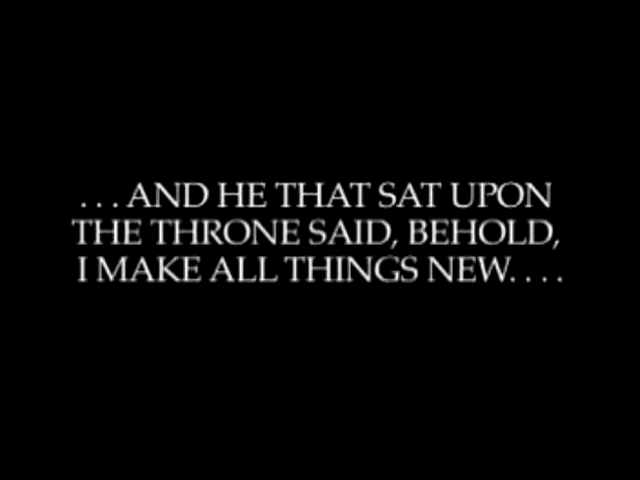 . . . AND HE THAT SAT UPON
THE THRONE SAID, BEHOLD,
I MAKE ALL THINGS NEW. . . .